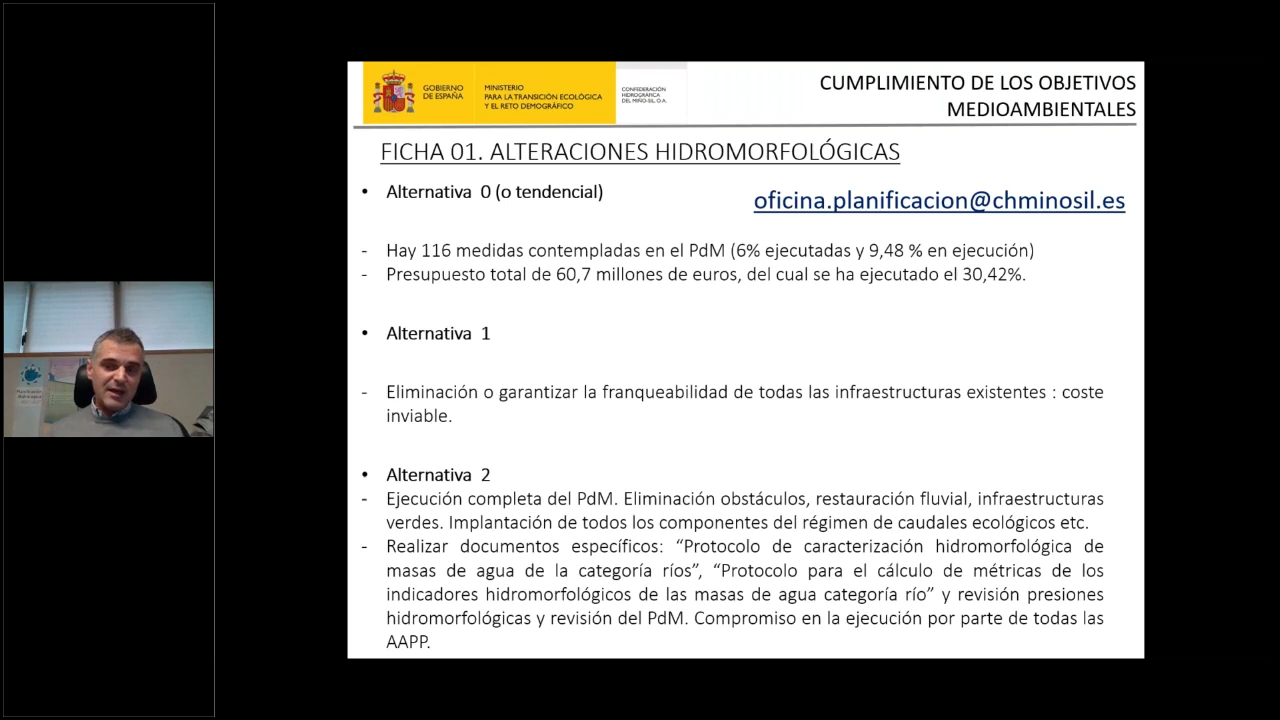 GOBIERNO
DE ESPAÑA
MINISTERIO
PARA LA TRANSICIÓN ECOLÓGICA
Y EL RETO DEMOGRÁFICO
CONFEDERACIÓN
HIDROGRÁFICA
DEL MIÑO-SIL, O.A.
CUMPLIMIENTO DE LOS OBJETIVOS
MEDIOAMBIENTALES
FICHA 01. ALTERACIONES HIDROMORFOLÓGICAS
• Alternativa 0 (o tendencial)
oficina.planificacion@chminosil.es
- Hay 116 medidas contempladas en el PdM (6% ejecutadas y 9,48 % en ejecución)
- Presupuesto total de 60,7 millones de euros, del cual se ha ejecutado el 30,42%.
• Alternativa 1
- Eliminación o garantizar la franqueabilidad de todas las infraestructuras existentes : coste
inviable.
• Alternativa 2
- Ejecución completa del PdM. Eliminación obstáculos, restauración fluvial, infraestructuras
verdes. Implantación de todos los componentes del régimen de caudales ecológicos etc.
- Realizar documentos específicos: “Protocolo de caracterización hidromorfológica de
masas de agua de la categoría ríos”, “Protocolo para el cálculo de métricas de los
indicadores hidromorfológicos de las masas de agua categoría río” y revisión presiones
hidromorfológicas y revisión del PdM. Compromiso en la ejecución por parte de todas las
AAPP.